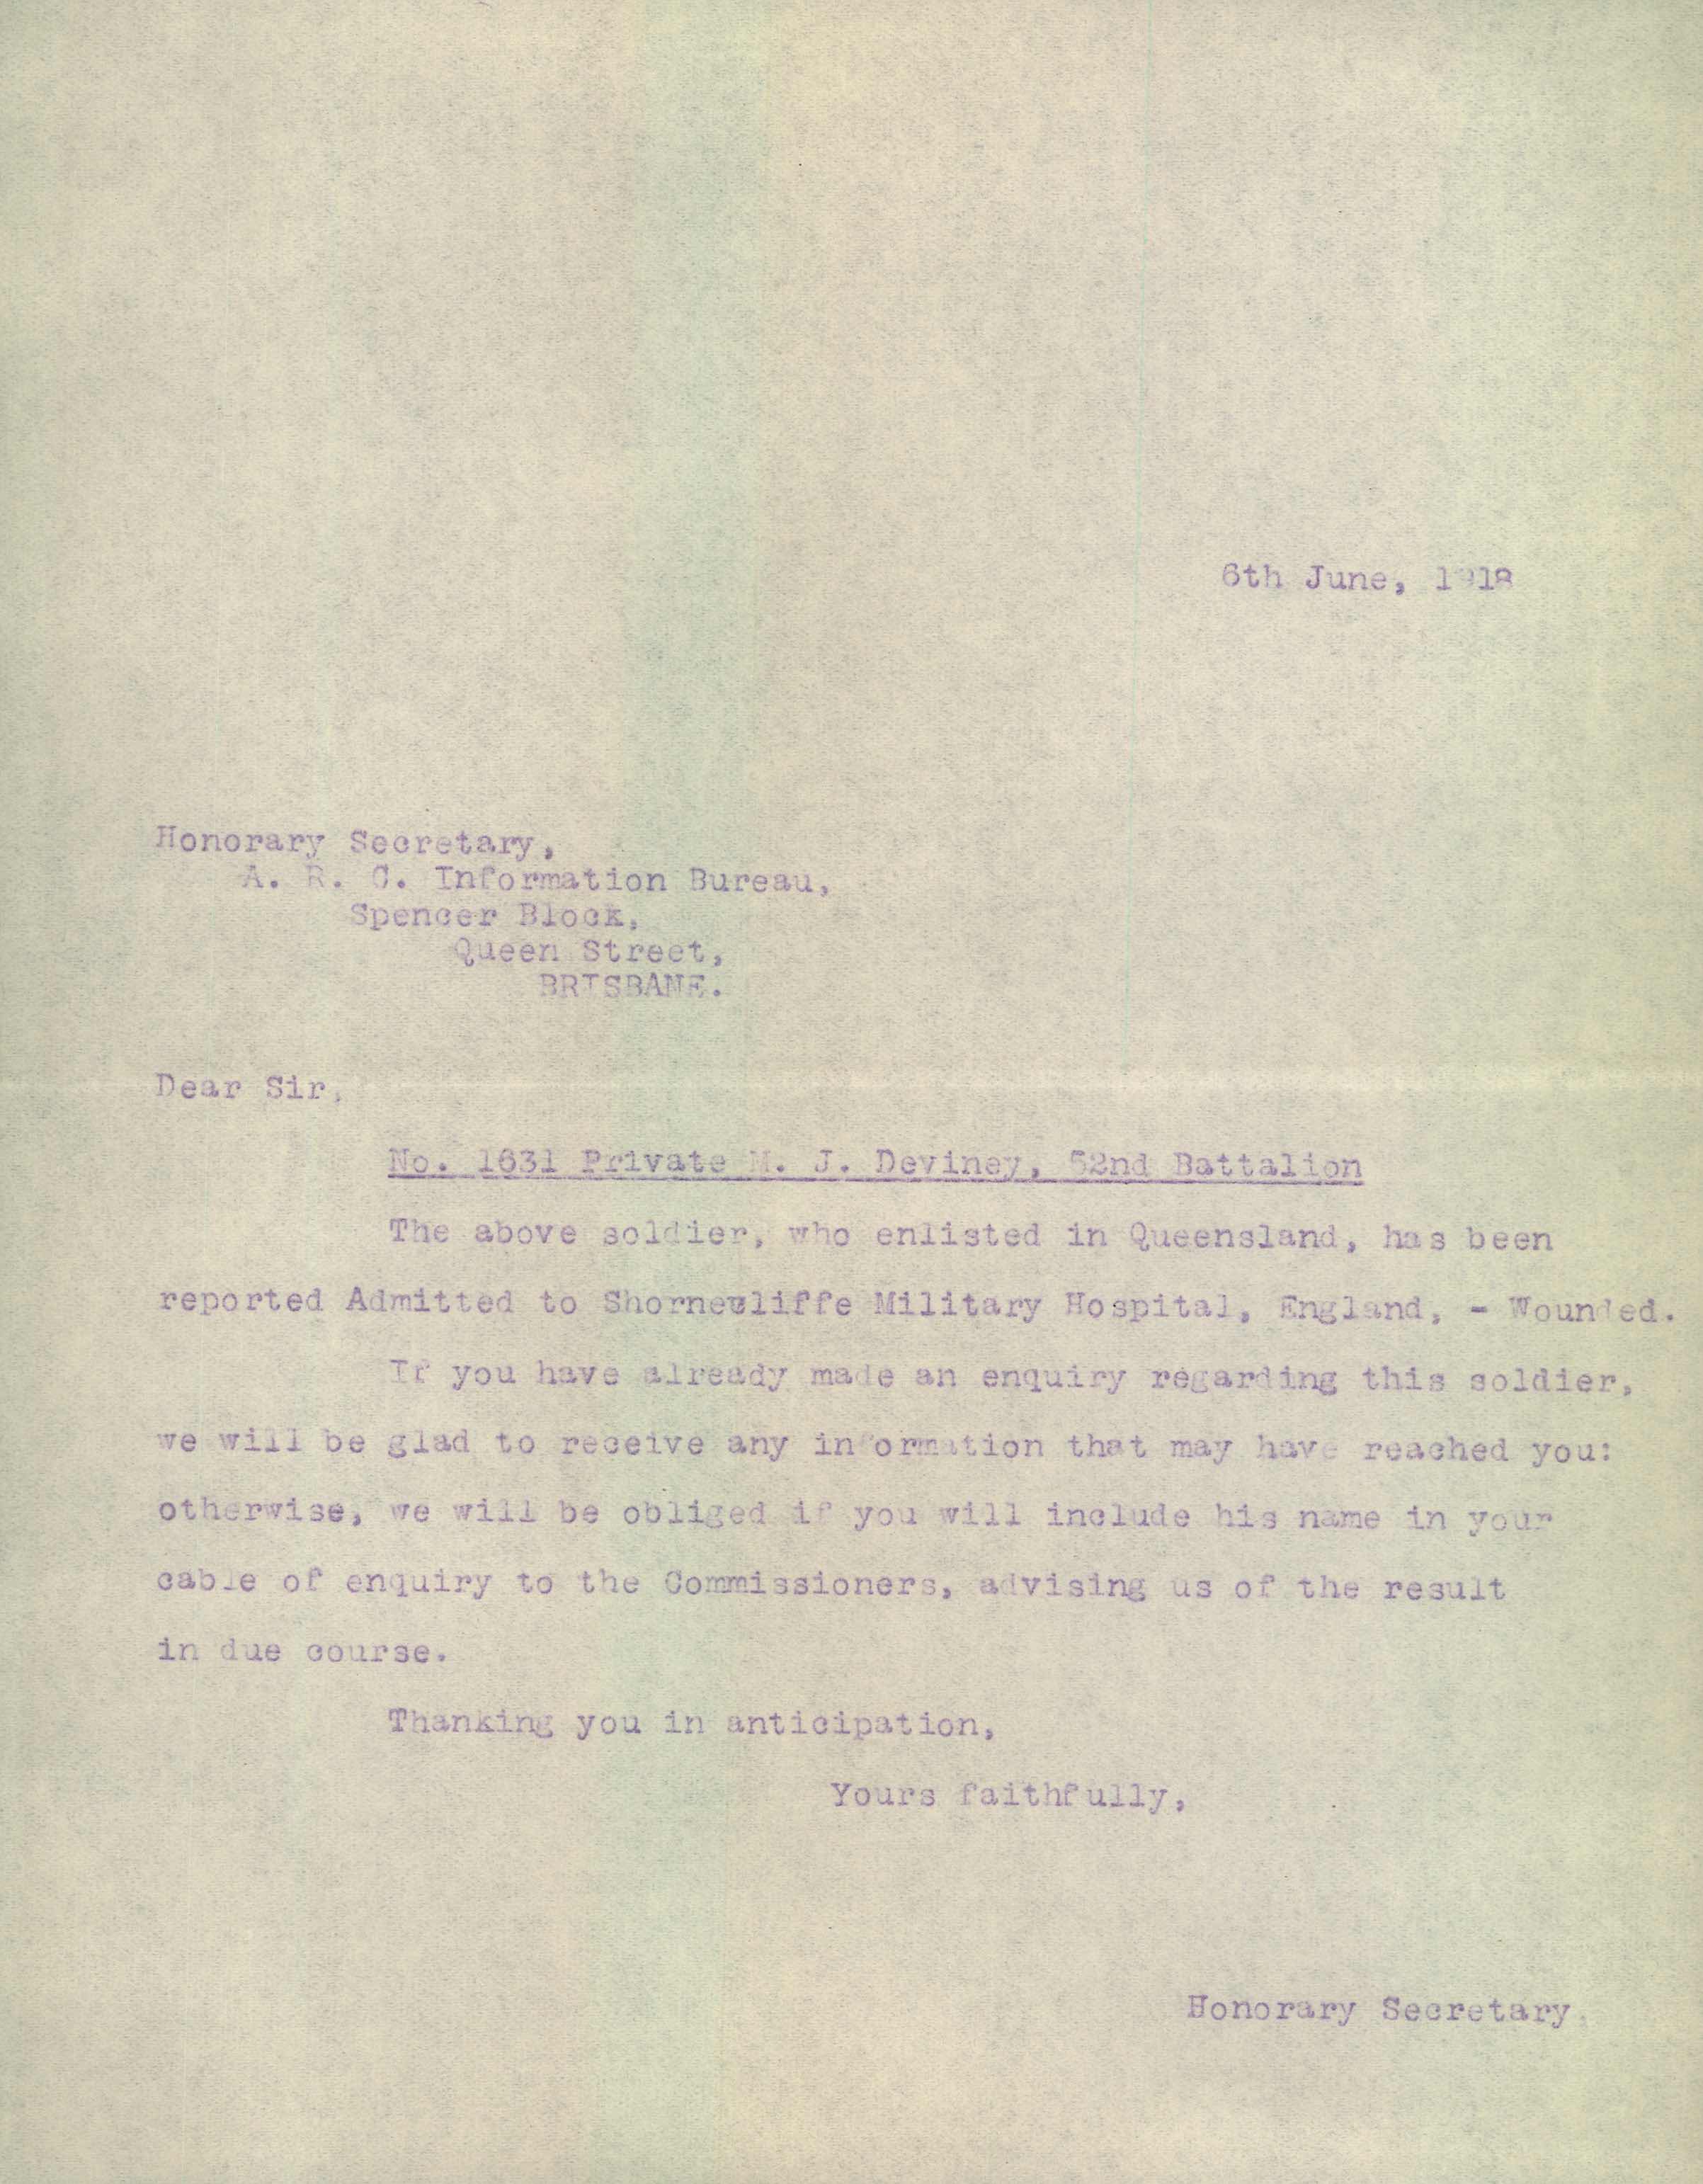 6th June, 1918
Honorary Secretary,
A. R. C. Information Bureau,
Spencer Block,
Queen Street,
BRISBANE.
Dear Sir,
No. 1631 Private M. J. Deviney, 52nd Battalion
The above soldier, who enlisted in Queensland, has been
reported Admitted to Shornecliffe Military Hospital, England, - Wounded.
If you have already made an enquiry regarding this soldier,
we will be glad to receive any information that may have reached you:
otherwise, we will be obliged if you will include his name in your
cable of enquiry to the Commissioners, advising us of the result
in due course.
Thanking you in anticipation,
Yours faithfully,
Honorary Secretary.